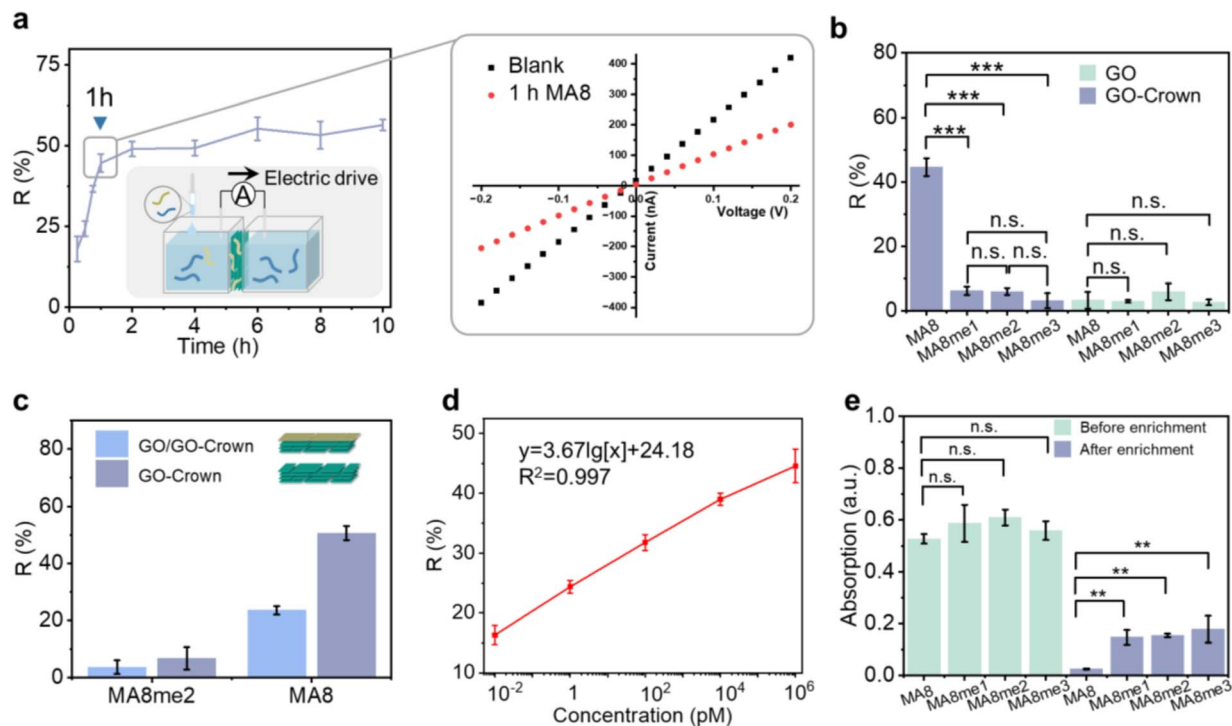 a
R (%)
75
50
25
0
1h
Electric drive
A
0
2
4
6
8
10
Time (h)
Blank
1 h MA8
400
300
200
100
−100
−200
−300
−400
−0.2
−0.1
0.0
0.1
0.2
Voltage (V)
Current (nA)
b
R (%)
80
60
40
20
0
GO
GO-Crown
***
***
***
n.s.
n.s.
n.s.
n.s.
n.s.
n.s.
MA8
MA8me1
MA8me2
MA8me3
MA8
MA8me1
MA8me2
MA8me3
c
R (%)
80
60
40
20
0
GO/GO-Crown
GO-Crown
MA8me2
MA8
d
R (%)
50
40
30
20
10
y=3.67lg[x]+24.18
R²=0.997
10⁻²
1
10²
10⁴
10⁶
Concentration (pM)
e
Absorption (a.u.)
1.0
0.8
0.6
0.4
0.2
0.0
Before enrichment
After enrichment
n.s.
n.s.
n.s.
**
**
**
MA8
MA8me1
MA8me2
MA8me3
MA8
MA8me1
MA8me2
MA8me3